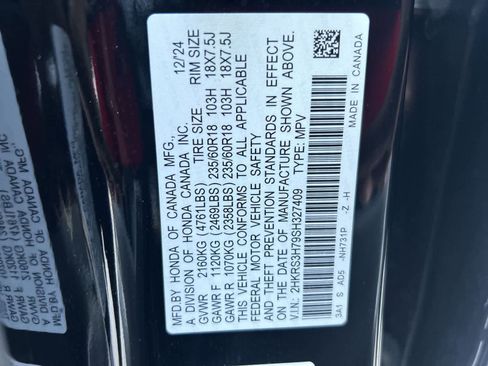 MFD.BY HONDA OF CANADA MFG. 12/24
A DIVISION OF HONDA CANADA INC.
TIRE SIZE RIM SIZE
GVWR 2160KG (4761LBS)
GAWR F 1120KG (2469LBS) 235/60R18 103H 18X7.5J
GAWR R 1070KG (2358LBS) 235/60R18 103H 18X7.5J
THIS VEHICLE CONFORMS TO ALL APPLICABLE
FEDERAL MOTOR VEHICLE SAFETY
AND THEFT PREVENTION STANDARDS IN EFFECT
ON THE DATE OF MANUFACTURE SHOWN ABOVE.
V.I.N: 2HKRS3H79SH327409 TYPE: MPV
3A1 S AD5 -NH731P -Z -H
MADE IN CANADA